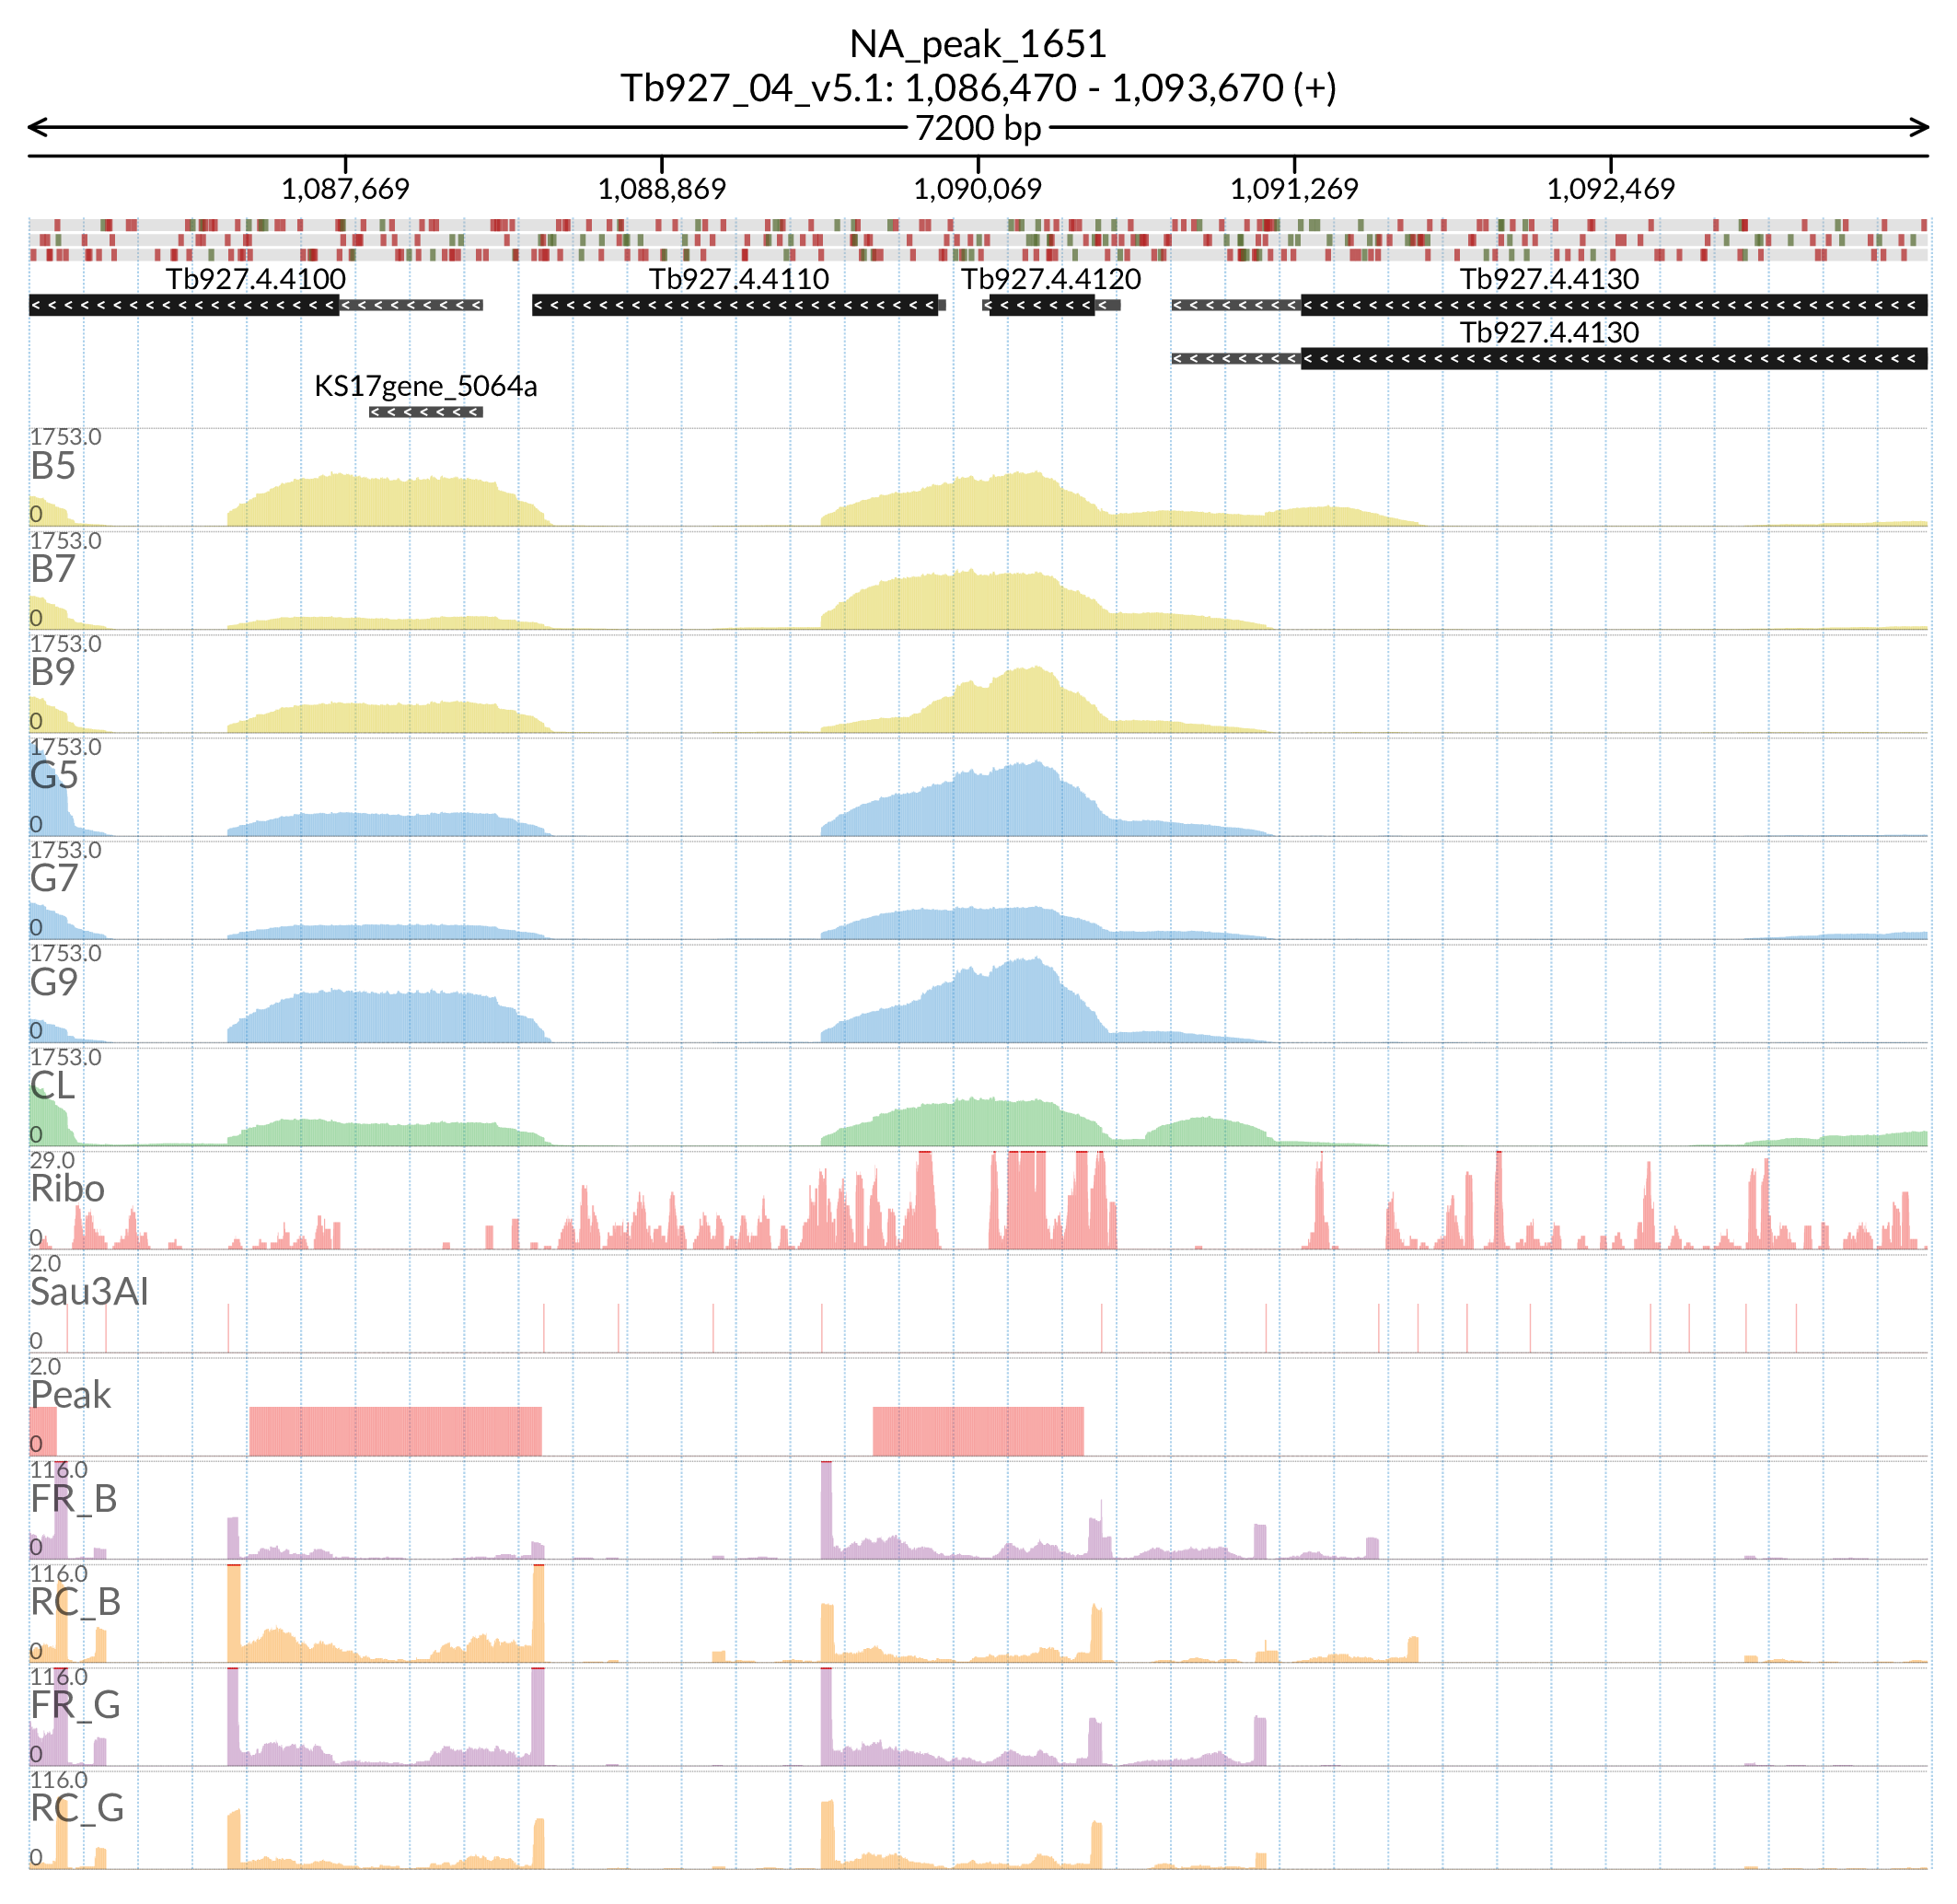 NA_peak_1651
Tb927_04_v5.1: 1,086,470 - 1,093,670 (+)
7200 bp
1,087,669 1,088,869 1,090,069 1,091,269 1,092,469
Tb927.4.4100 Tb927.4.4110 Tb927.4.4120 Tb927.4.4130
Tb927.4.4130
KS17gene_5064a
1753.0
B5
0
1753.0
B7
0
1753.0
B9
0
1753.0
G5
0
1753.0
G7
0
1753.0
G9
0
1753.0
CL
0
29.0
Ribo
0
2.0
Sau3AI
0
2.0
Peak
0
116.0
FR_B
0
116.0
RC_B
0
116.0
FR_G
0
116.0
RC_G
0